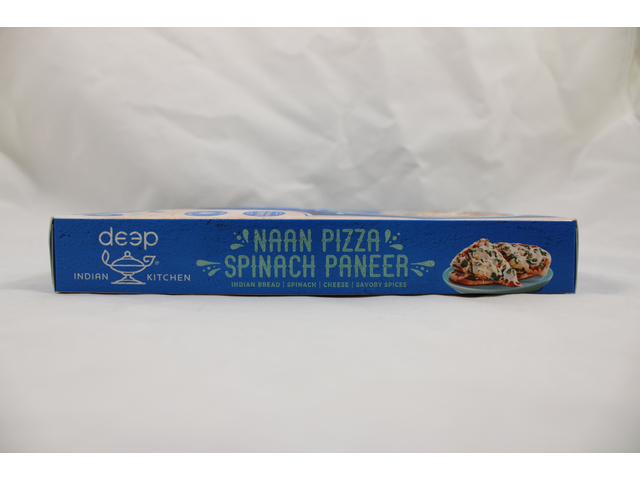 deep
INDIAN KITCHEN
®
NAAN PIZZA
SPINACH PANEER
INDIAN BREAD | SPINACH | CHEESE | SAVORY SPICES